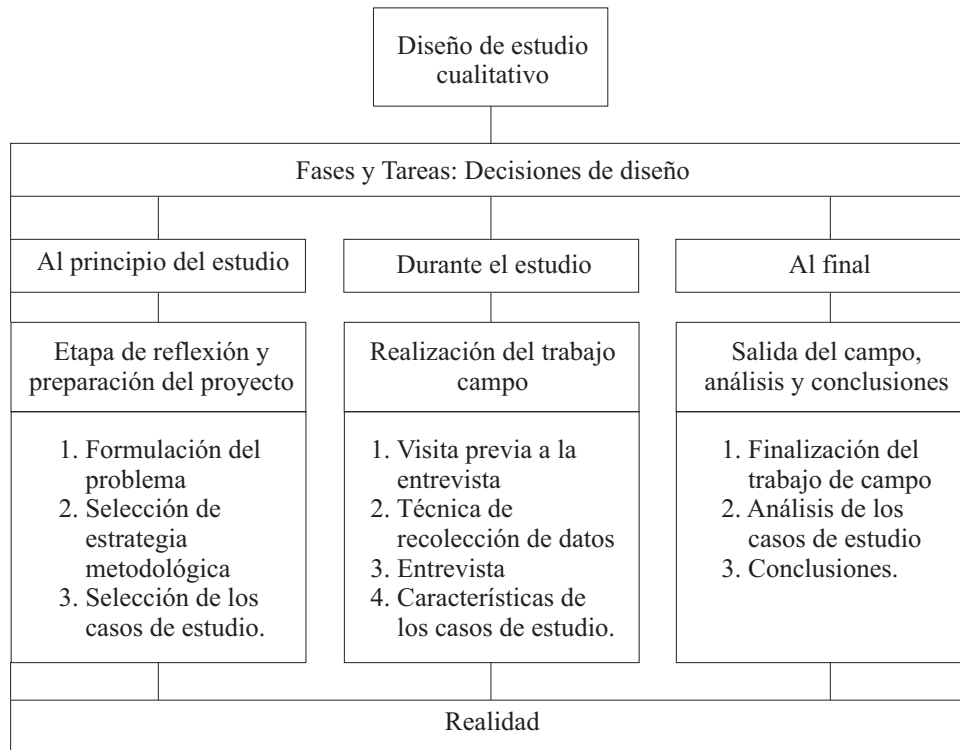 Diseño de estudio
cualitativo
Fases y Tareas: Decisiones de diseño
Al principio del estudio
Durante el estudio
Al final
Etapa de reflexión y
preparación del proyecto
Realización del trabajo
campo
Salida del campo,
análisis y conclusiones
1. Formulación del
problema
2. Selección de
estrategia
metodológica
3. Selección de los
casos de estudio.
1. Visita previa a la
entrevista
2. Técnica de
recolección de datos
3. Entrevista
4. Característícas de
los casos de estudio.
1. Finalización del
trabajo de campo
2. Análisis de los
casos de estudio
3. Conclusiones.
Realidad